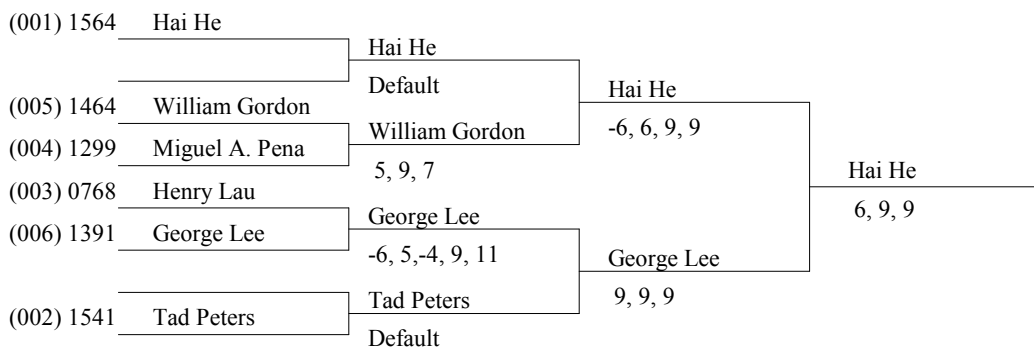 (001) 1564 Hai He
Hai He
Default
Hai He
(005) 1464 William Gordon
-6, 6, 9, 9
William Gordon
(004) 1299 Miguel A. Pena
5, 9, 7
Hai He
(003) 0768 Henry Lau
6, 9, 9
George Lee
(006) 1391 George Lee
-6, 5,-4, 9, 11
George Lee
9, 9, 9
Tad Peters
(002) 1541 Tad Peters
Default